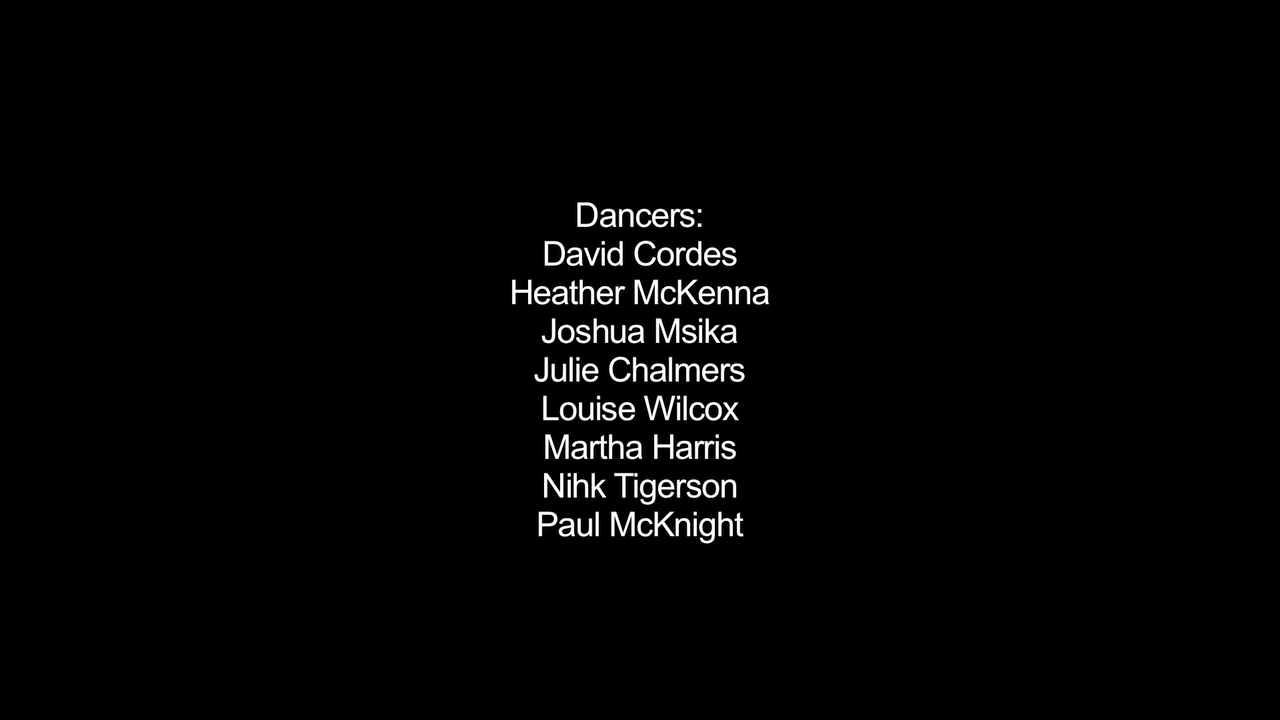 Dancers:
David Cordes
Heather McKenna
Joshua Msika
Julie Chalmers
Louise Wilcox
Martha Harris
Nihk Tigerson
Paul McKnight